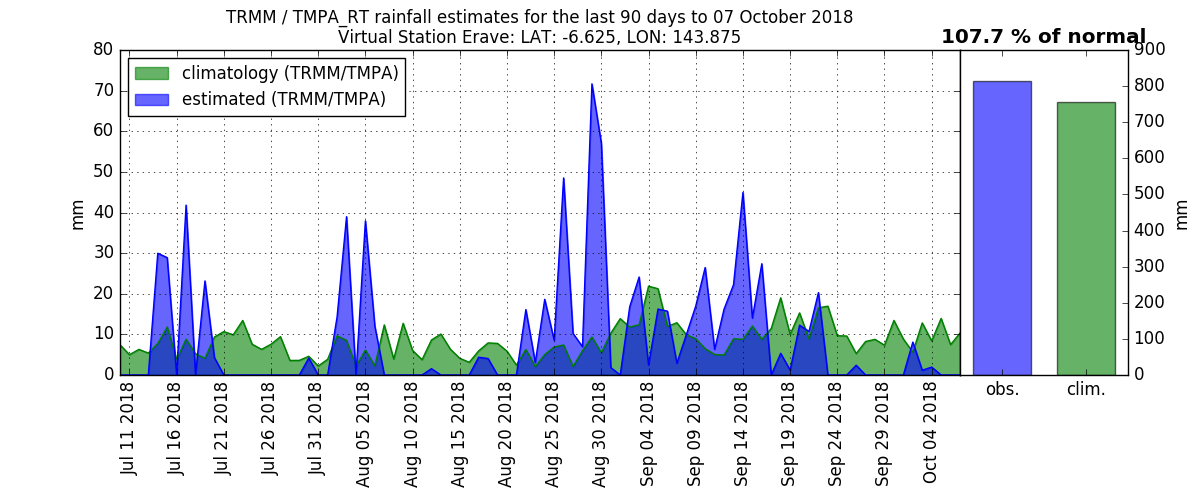 TRMM / TMPA_RT rainfall estimates for the last 90 days to 07 October 2018
Virtual Station Erave: LAT: -6.625, LON: 143.875
107.7 % of normal
climatology (TRMM/TMPA)
estimated (TRMM/TMPA)
mm
80
70
60
50
40
30
20
10
0
Jul 11 2018
Jul 16 2018
Jul 21 2018
Jul 26 2018
Jul 31 2018
Aug 05 2018
Aug 10 2018
Aug 15 2018
Aug 20 2018
Aug 25 2018
Aug 30 2018
Sep 04 2018
Sep 09 2018
Sep 14 2018
Sep 19 2018
Sep 24 2018
Sep 29 2018
Oct 04 2018
900
800
700
600
500
400
300
200
100
0
mm
obs.
clim.